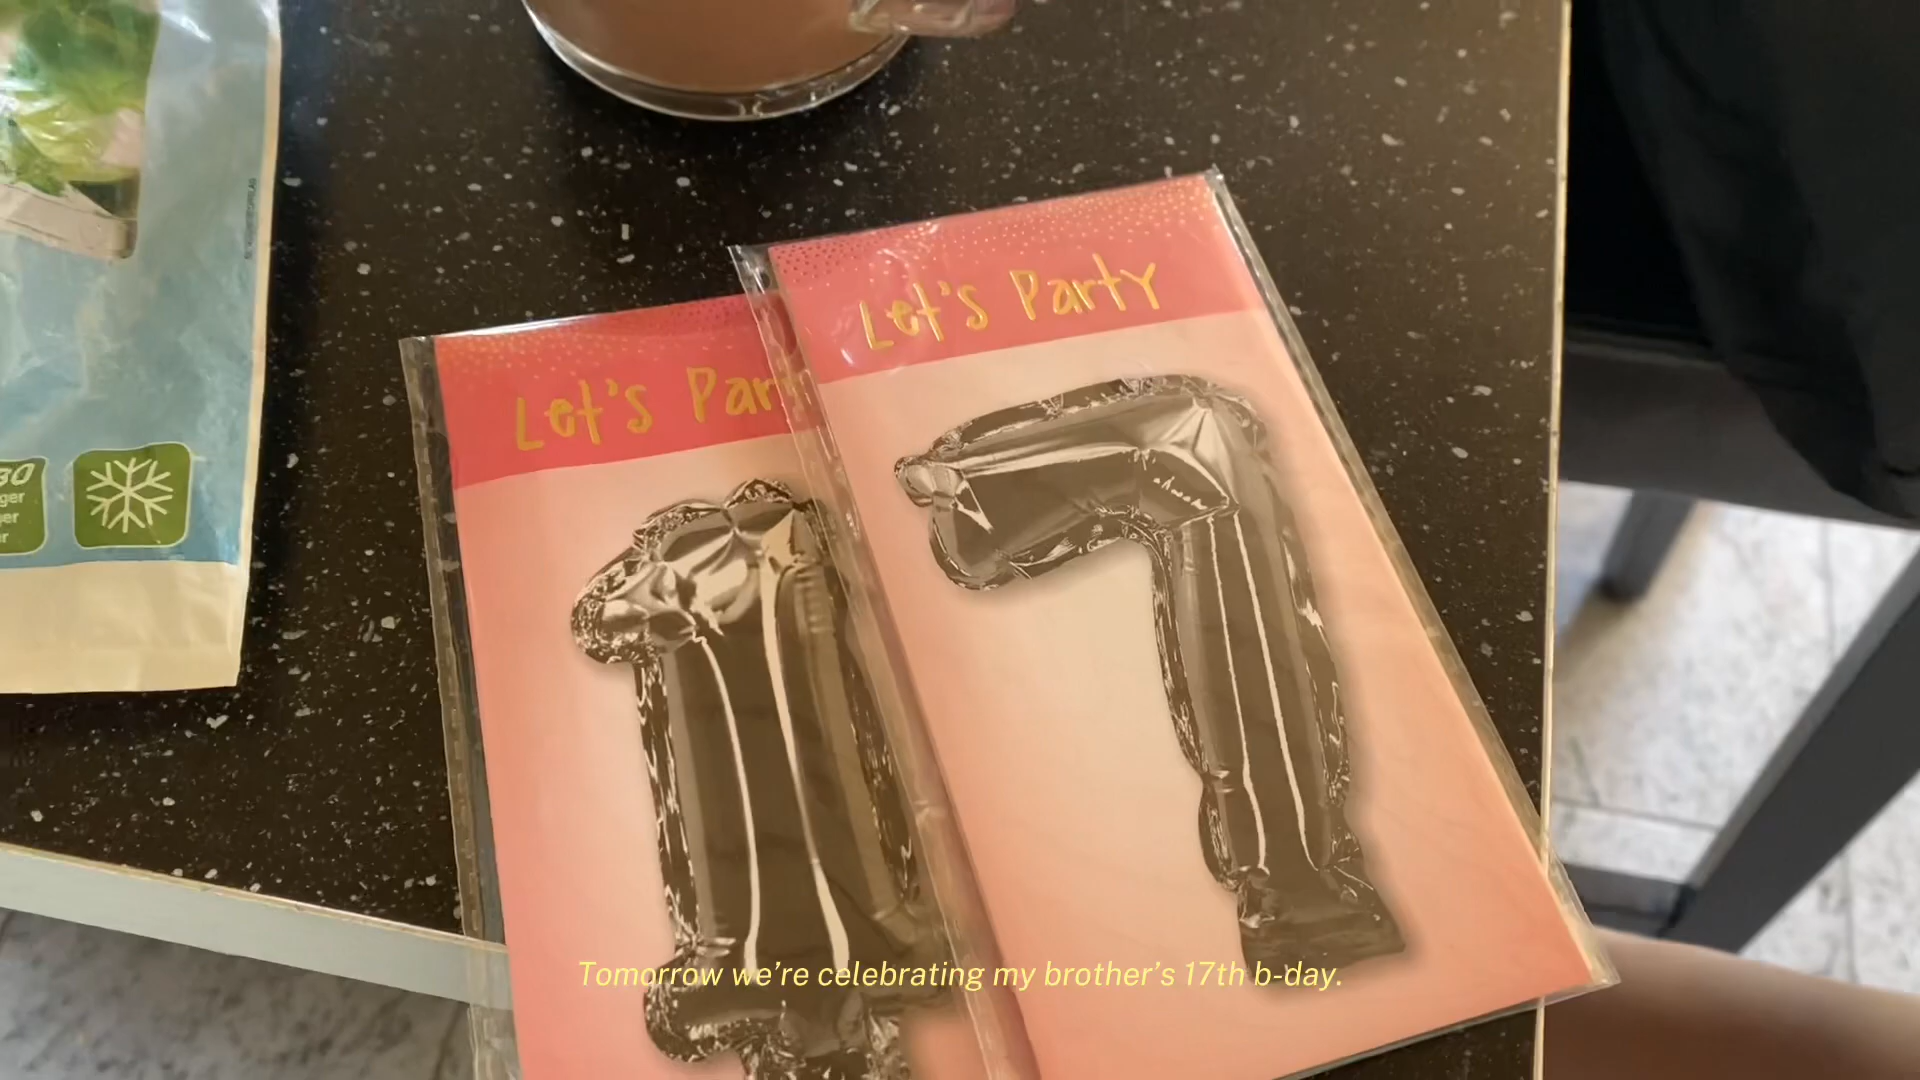 Let's Party
Let's Par
Tomorrow we're celebrating my brother's 17th b-day.